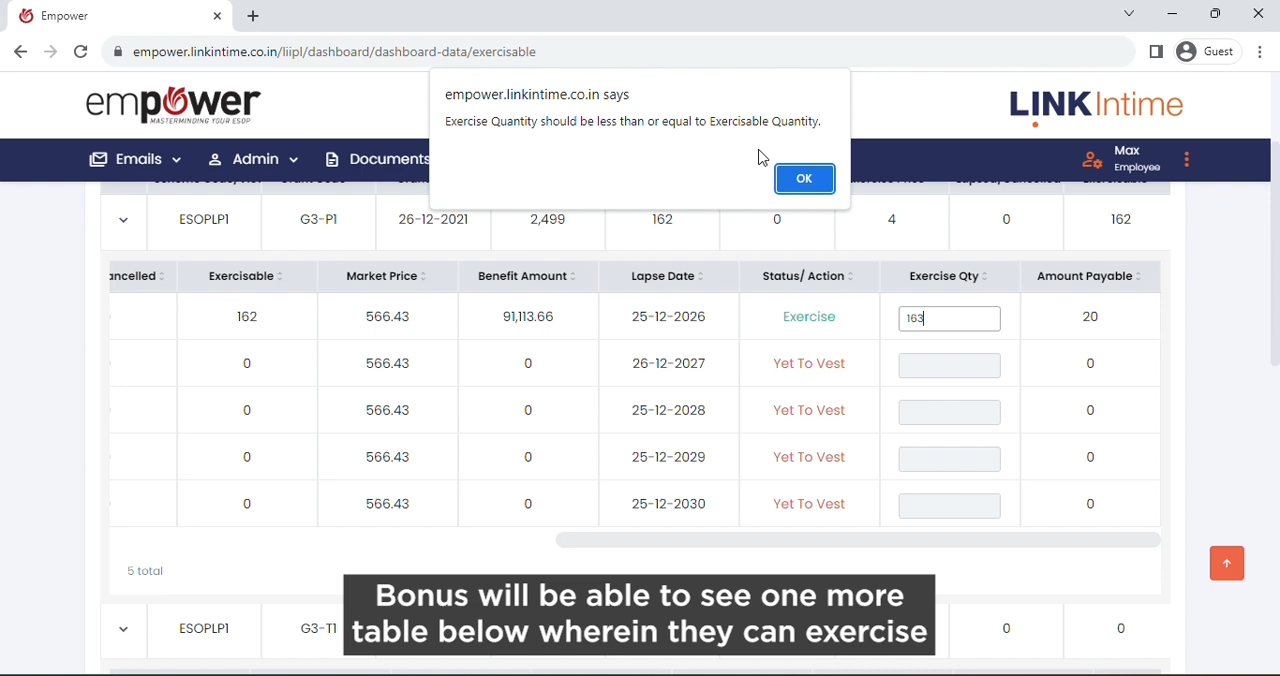 Empower
empower.linkintime.co.in/liipl/dashboard/dashboard-data/exercisable
Guest
empower
MASTERMINDING YOUR ESOP
empower.linkintime.co.in says
Exercise Quantity should be less than or equal to Exercisable Quantity.
OK
LINKIntime
Emails Admin Documents
Max
Employee
ESOPLP1 G3-P1 26-12-2021 2,499 162 0 4 0 162
ancelled Exercisable Market Price Benefit Amount Lapse Date Status/ Action Exercise Qty Amount Payable
162 566.43 91,113.66 25-12-2026 Exercise 163 20
0 566.43 0 26-12-2027 Yet To Vest 0
0 566.43 0 25-12-2028 Yet To Vest 0
0 566.43 0 25-12-2029 Yet To Vest 0
0 566.43 0 25-12-2030 Yet To Vest 0
5 total
Bonus will be able to see one more
table below wherein they can exercise
ESOPLP1 G3-T1 0 0